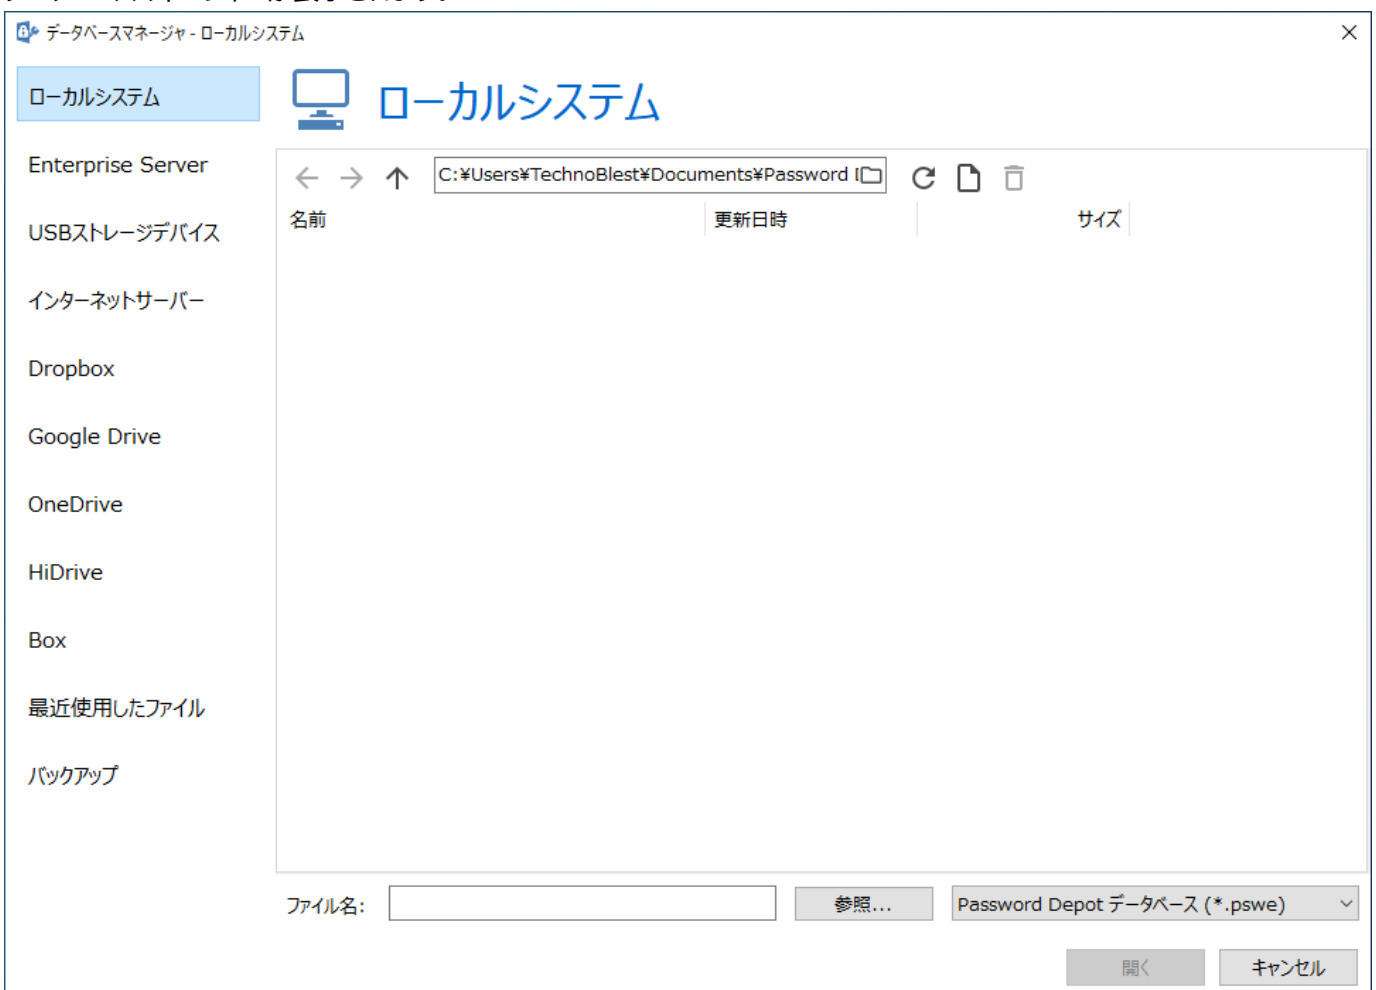 データベースマネージャ - ローカルシステム
ローカルシステム
ローカルシステム
Enterprise Server
USBストレージデバイス
インターネットサーバー
Dropbox
Google Drive
OneDrive
HiDrive
Box
最近使用したファイル
バックアップ
C:¥Users¥TechnoBlest¥Documents¥Password
名前 更新日時 サイズ
ファイル名: 参照... Password Depot データベース (*.pswe)
開く キャンセル